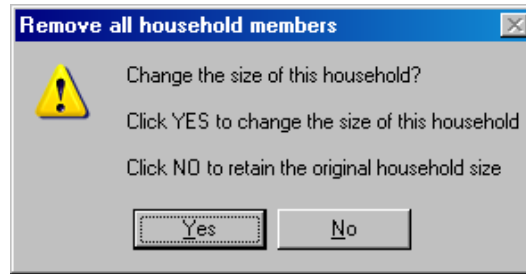 Remove all household members
Change the size of this household?
Click YES to change the size of this household
Click NO to retain the original household size
Yes
No